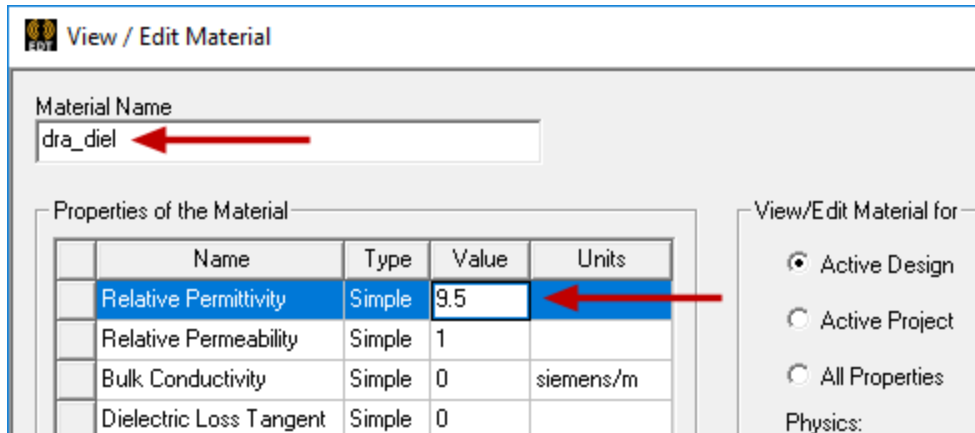 EDT View / Edit Material
Material Name
dra_diel
Properties of the Material
Name Type Value Units
Relative Permittivity Simple 9.5
Relative Permeability Simple 1
Bulk Conductivity Simple 0 siemens/m
Dielectric Loss Tangent Simple 0
View/Edit Material for
Active Design
Active Project
All Properties
Physics: